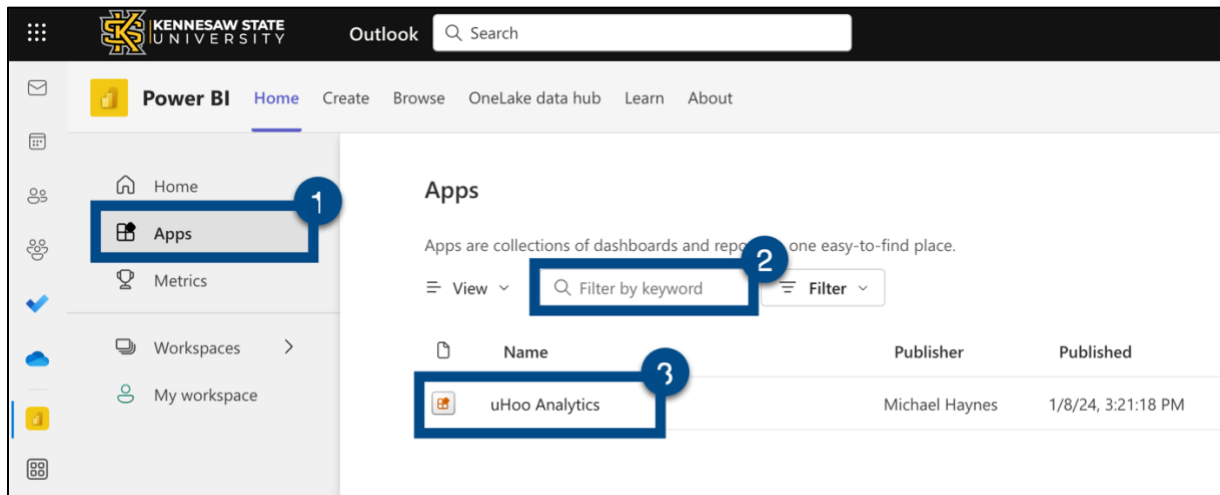 KENNESAW STATE
UNIVERSITY
Outlook
Search
Power BI Home Create Browse OneLake data hub Learn About
Home
1
Apps
Metrics
Workspaces
My workspace
Apps
Apps are collections of dashboards and repo one easy-to-find place.
2
View Filter by keyword Filter
Name Publisher Published
3
uHoo Analytics Michael Haynes 1/8/24, 3:21:18 PM